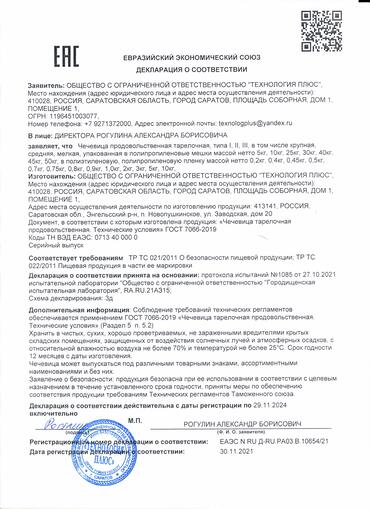 ЕАС
ЕВРАЗИЙСКИЙ ЭКОНОМИЧЕСКИЙ СОЮЗ
ДЕКЛАРАЦИЯ О СООТВЕТСТВИИ
Заявитель: ОБЩЕСТВО С ОГРАНИЧЕННОЙ ОТВЕТСТВЕННОСТЬЮ "ТЕХНОЛОГИЯ ПЛЮС",
Место нахождения (адрес юридического лица и адрес места осуществления деятельности):
410028, РОССИЯ, САРАТОВСКАЯ ОБЛАСТЬ, ГОРОД САРАТОВ, ПЛОЩАДЬ СОБОРНАЯ, ДОМ 1,
ПОМЕЩЕНИЕ 1,
ОГРН: 1196451003077,
Номер телефона: +7 9271372000, Адрес электронной почты: texnologplus@yandex.ru
В лице: ДИРЕКТОРА РОГУЛИНА АЛЕКСАНДРА БОРИСОВИЧА
заявляет, что Чечевица продовольственная тарелочная, типа I, II, III, в том числе крупная,
средняя, мелкая, упакованная в полипропиленовые мешки массой нетто 5кг, 10кг, 25кг, 30кг, 40кг,
45кг, 50кг, в полиэтиленовую, полипропиленовую пленку массой нетто 0,2кг, 0,4кг, 0,45кг, 0,5кг,
0,7кг, 0,75кг, 0,8кг, 0,9кг, 1,0кг, 2кг, 3кг, 5кг, 10кг,
Изготовитель: ОБЩЕСТВО С ОГРАНИЧЕННОЙ ОТВЕТСТВЕННОСТЬЮ "ТЕХНОЛОГИЯ ПЛЮС",
Место нахождения (адрес юридического лица и адрес места осуществления деятельности):
410028, РОССИЯ, САРАТОВСКАЯ ОБЛАСТЬ, ГОРОД САРАТОВ, ПЛОЩАДЬ СОБОРНАЯ, ДОМ 1,
ПОМЕЩЕНИЕ 1,
Адрес места осуществления деятельности по изготовлению продукции: 413141, РОССИЯ,
Саратовская обл., Энгельсский р-н, п. Новопушкинское, ул. Заводская, дом 20
Документ, в соответствии с которым изготовлена продукция: «Чечевица тарелочная
продовольственная. Технические условия» ГОСТ 7066-2019
Коды ТН ВЭД ЕАЭС: 0713 40 000 0
Серийный выпуск
Соответствует требованиям ТР ТС 021/2011 О безопасности пищевой продукции; ТР ТС
022/2011 Пищевая продукция в части ее маркировки
Декларация о соответствии принята на основании: протокола испытаний №1085 от 27.10.2021
испытательной лаборатории "Общество с ограниченной ответственностью "Городищенская
испытательная лаборатория", RA.RU.21АЗ15;
Схема декларирования: 3д
Дополнительная информация: Соблюдение требований технических регламентов
обеспечивается применением ГОСТ 7066-2019 «Чечевица тарелочная продовольственная.
Технические условия» (Раздел 5 п. 5.2)
Хранить в чистых, сухих, хорошо проветриваемых, не зараженными вредителями крытых
складских помещениях, защищенных от воздействия солнечных лучей и атмосферных осадков, с
относительной влажностью воздуха не более 70% и температурой не более 25°С. Срок годности
12 месяцев с даты изготовления.
Чечевица может выпускаться под различными товарными знаками, ассортиментными
наименованиями и без них.
Заявление о безопасности: продукция безопасна при ее использовании в соответствии с целевым
назначением в течение установленного срока годности, приняты меры по обеспечению
соответствия продукции требованиям Технических регламентов Таможенного союза.
Декларация о соответствии действительна с даты регистрации по 29.11.2024
включительно
М.П.
РОГУЛИН АЛЕКСАНДР БОРИСОВИЧ
(подпись)
(Ф. И. О. заявителя)
ТЕХНОЛОГИЯ
ПЛЮС
Регистрационный номер декларации о соответствии: ЕАЭС N RU Д-RU.РА03.В.10654/21
Дата регистрации декларации о соответствии: 30.11.2021